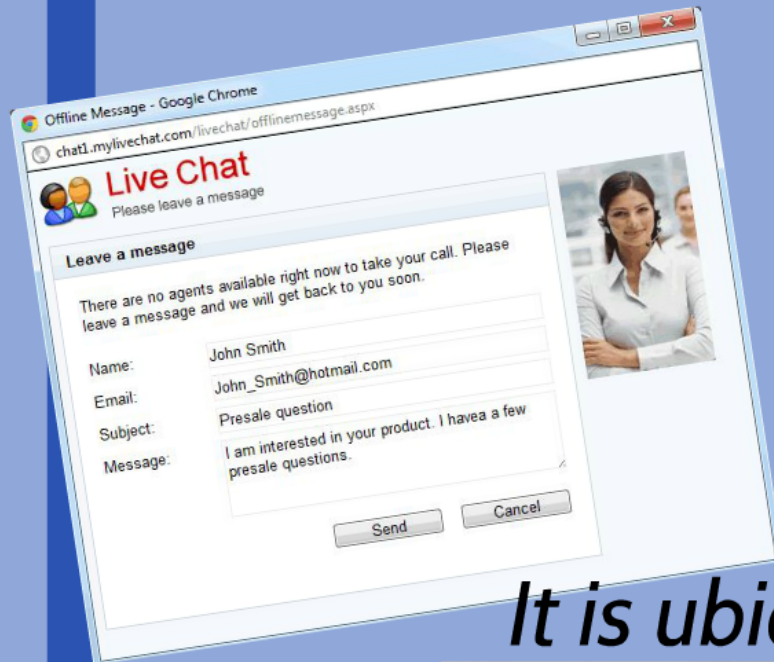 Offline Message - Google Chrome
chat1.mylivechat.com/livechat/offlinemessage.aspx
Live Chat
Please leave a message
Leave a message
There are no agents available right now to take your call. Please
leave a message and we will get back to you soon.
Name: John Smith
Email: John_Smith@hotmail.com
Subject: Presale question
Message: I am interested in your product. I havea a few
presale questions.
Send Cancel
It is